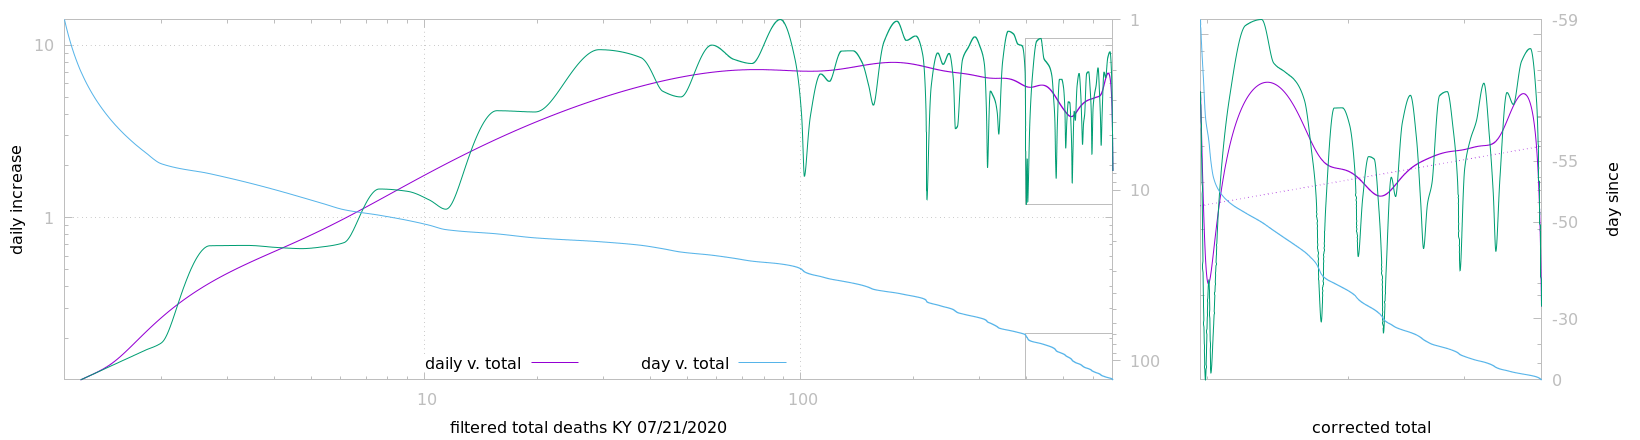 10
1
daily increase
daily v. total
day v. total
10
100
filtered total deaths KY 07/21/2020
1
10
100
-59
-55
-50
-30
0
day since
corrected total